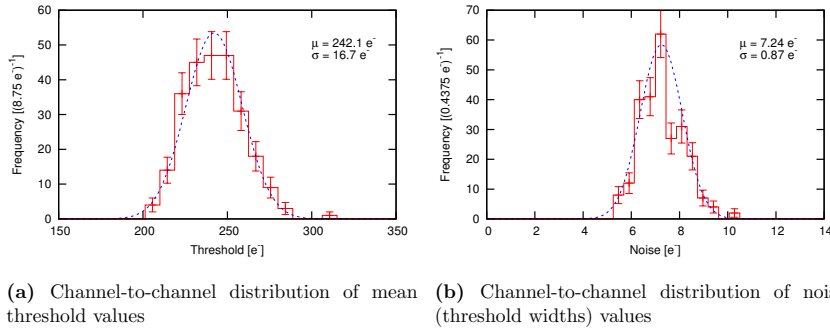 60
50
40
30
20
10
0
150
200
250
300
350
Frequency [(8.75 e⁻)⁻¹]
Threshold [e⁻]
μ = 242.1 e⁻
σ = 16.7 e⁻
70
60
50
40
30
20
10
0
0
2
4
6
8
10
12
14
Frequency [(0.4375 e⁻)⁻¹]
Noise [e⁻]
μ = 7.24 e⁻
σ = 0.87 e⁻
(a) Channel-to-channel distribution of mean
threshold values
(b) Channel-to-channel distribution of nois
(threshold widths) values